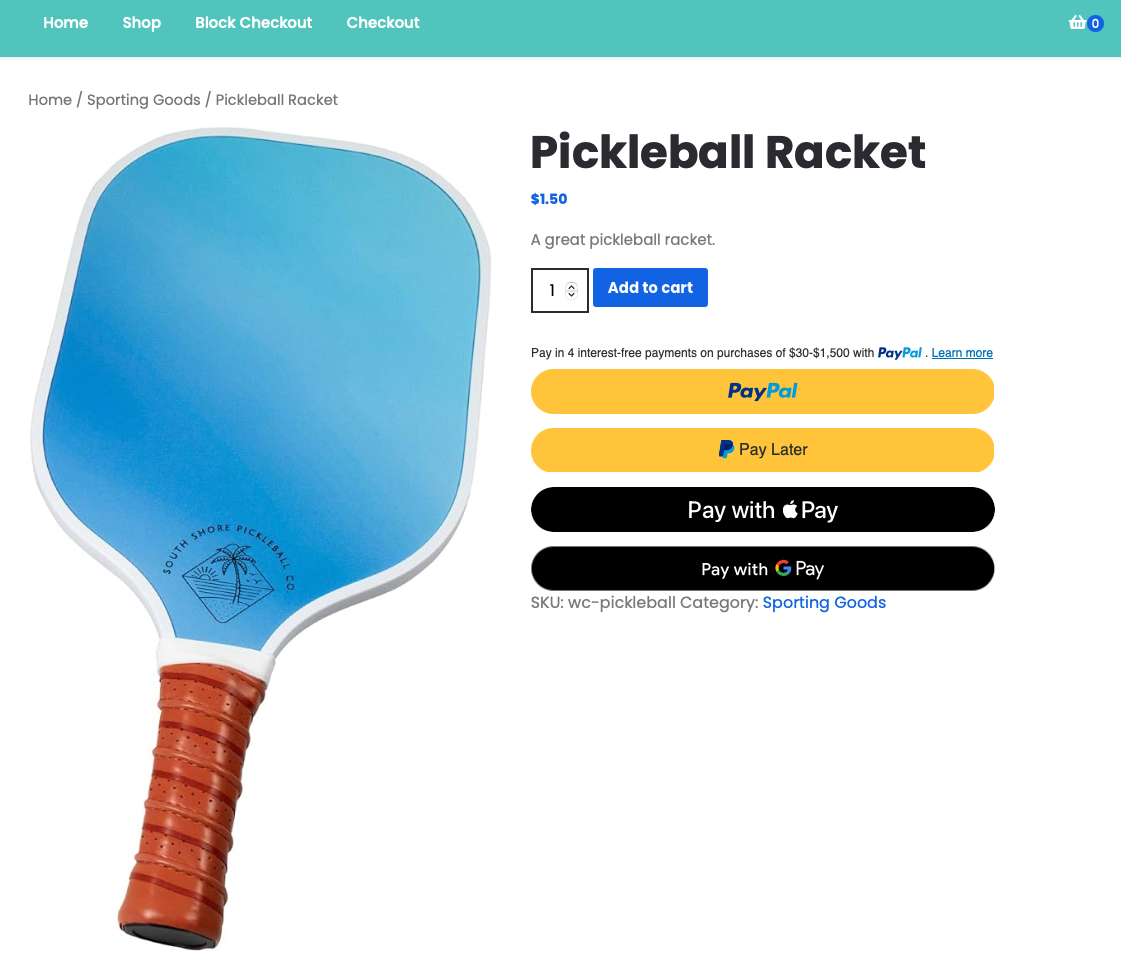 Home Shop Block Checkout Checkout 0
Home / Sporting Goods / Pickleball Racket
Pickleball Racket
$1.50
A great pickleball racket.
1 Add to cart
Pay in 4 interest-free payments on purchases of $30-$1,500 with PayPal . Learn more
PayPal
Pay Later
Pay with Pay
Pay with G Pay
SKU: wc-pickleball Category: Sporting Goods
SOUTH SHORE PICKLEBALL CO